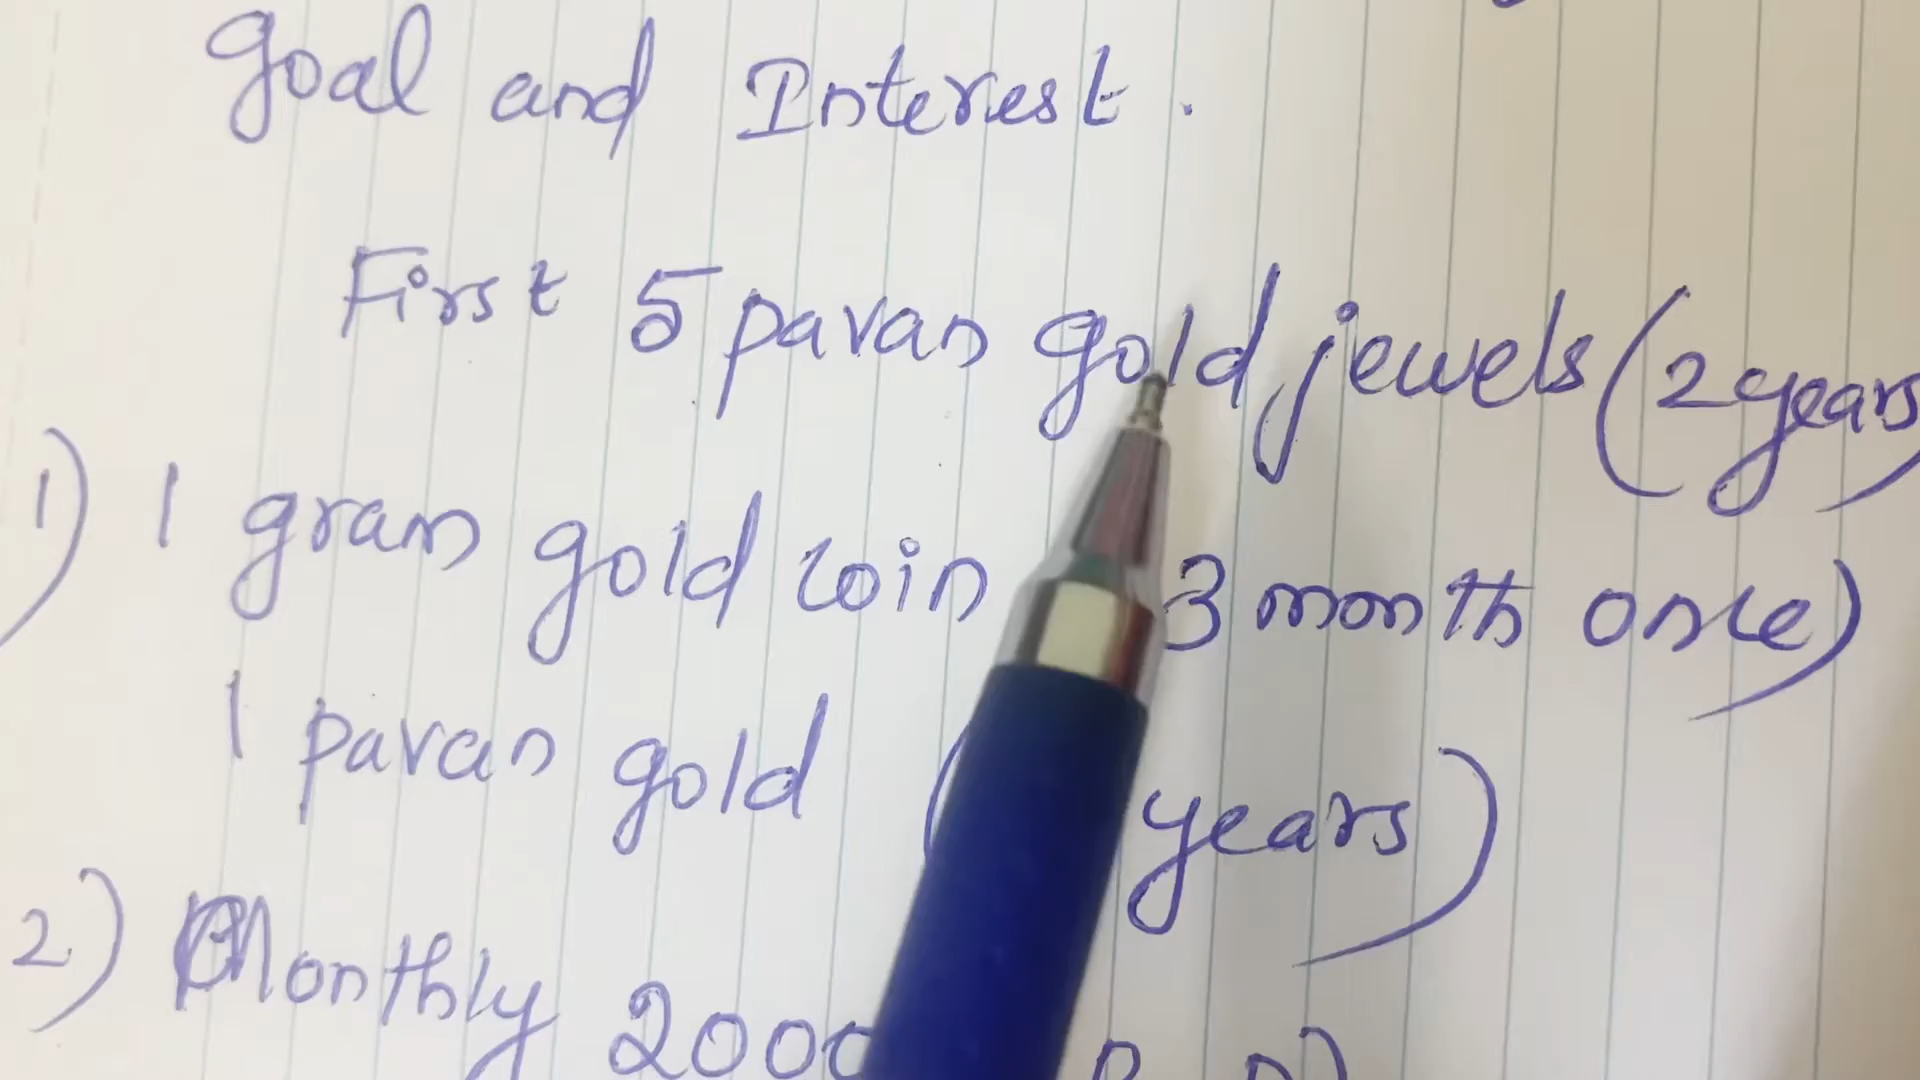 Goal and Interest.
First 5 pavan gold jewels (2 years)
1) 1 gram gold coin 3 month once)
1 pavan gold ( years)
2) Monthly 2000